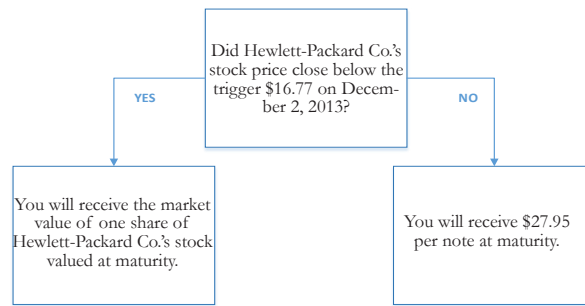 Did Hewlett-Packard Co.'s
stock price close below the
trigger $16.77 on Decem-
ber 2, 2013?
YES
NO
You will receive the market
value of one share of
Hewlett-Packard Co.'s stock
valued at maturity.
You will receive $27.95
per note at maturity.